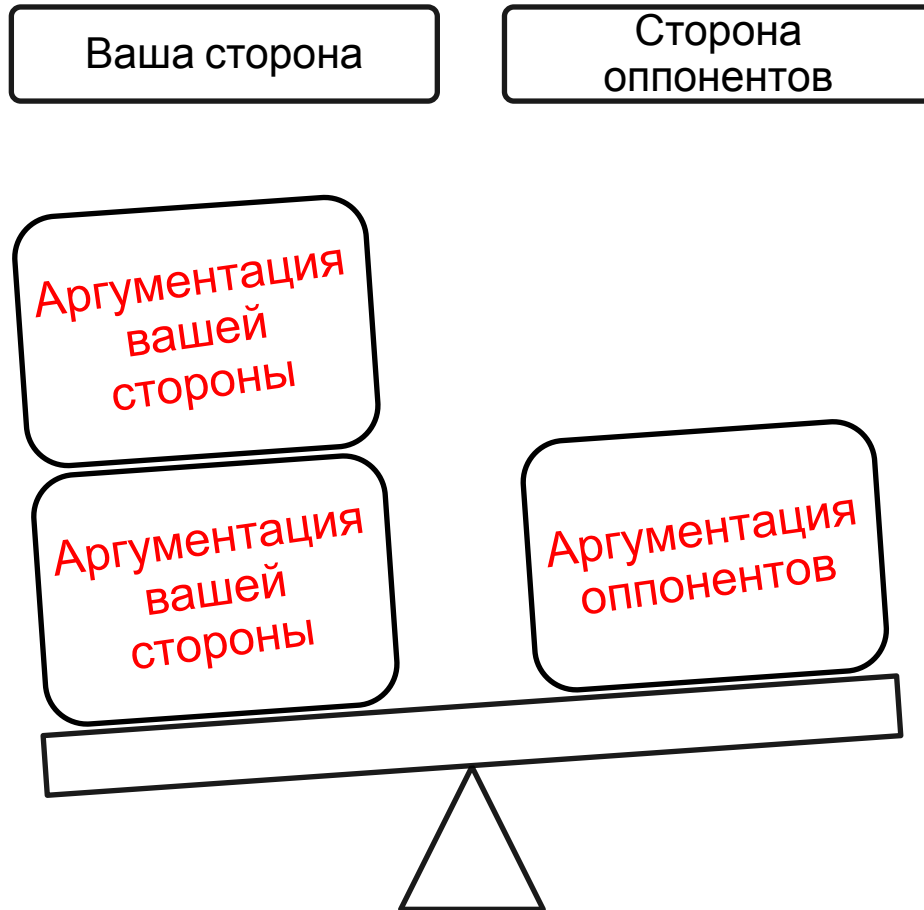 Ваша сторона
Сторона
оппонентов
Аргументация
вашей
стороны
Аргументация
вашей
стороны
Аргументация
оппонентов